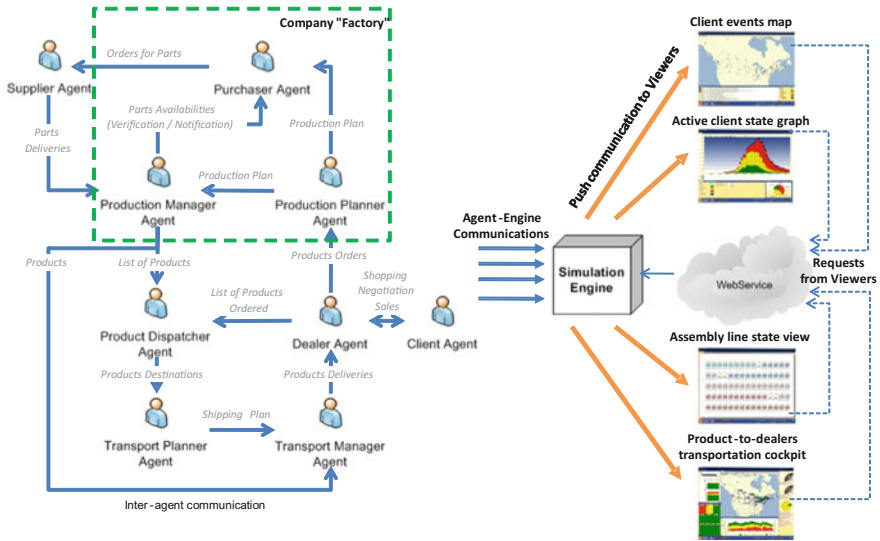 Company "Factory"
Orders for Parts
Supplier Agent
Purchaser Agent
Parts Availabilities
(Verification / Notification)
Production Plan
Parts
Deliveries
Production Plan
Production Manager
Agent
Production Planner
Agent
Products
List of Products
Products Orders
Shopping
Negotiation
Sales
List of Products
Ordered
Product Dispatcher
Agent
Dealer Agent
Client Agent
Products Destinations
Products Deliveries
Shipping Plan
Transport Planner
Agent
Transport Manager
Agent
Inter-agent communication
Agent-Engine
Communications
Simulation
Engine
Push communication to Viewers
Client events map
Active client state graph
WebService
Requests
from Viewers
Assembly line state view
Product-to-dealers
transportation cockpit